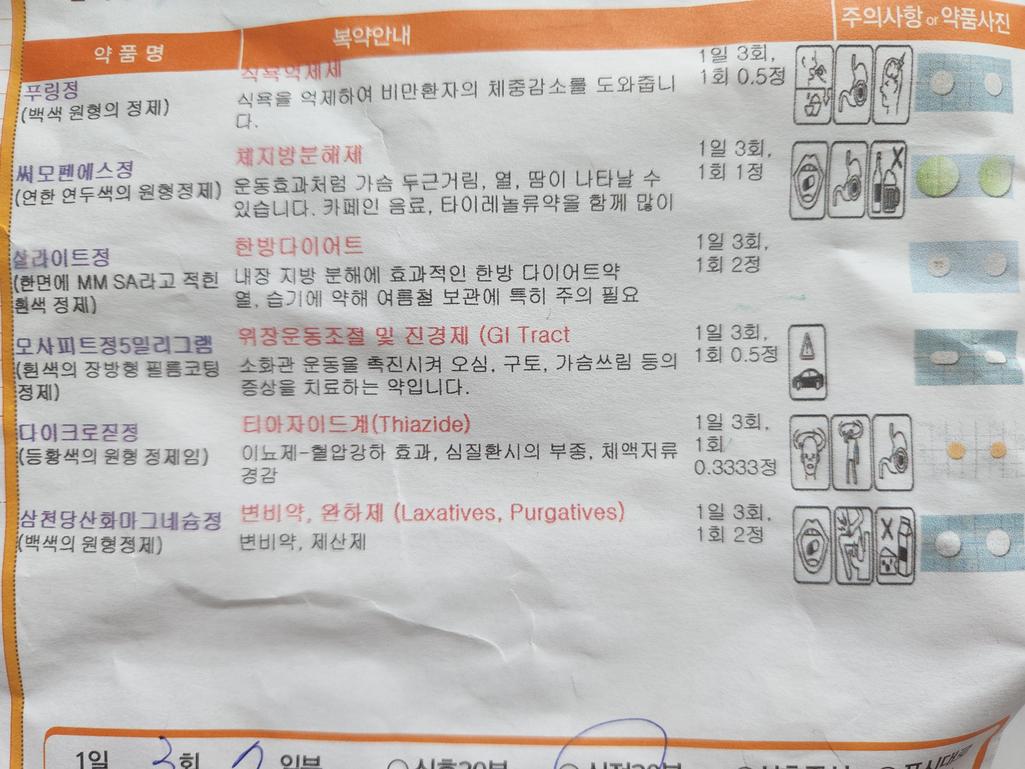 약 품 명 복약안내 주의사항 or 약품사진
푸링정 식욕억제제 1일 3회,
(백색 원형의 정제) 식욕을 억제하여 비만환자의 체중감소를 도와줍니 1회 0.5정
다.
써모펜에스정 체지방분해제 1일 3회,
(연한 연두색의 원형정제) 운동효과처럼 가슴 두근거림, 열, 땀이 나타날 수 1회 1정
있습니다. 카페인 음료, 타이레놀류약을 함께 많이
살라이트정 한방다이어트 1일 3회,
(한면에 MM SA라고 적힌 내장 지방 분해에 효과적인 한방 다이어트약 1회 2정
흰색 정제) 열, 습기에 약해 여름철 보관에 특히 주의 필요
모사피트정5밀리그램 위장운동조절 및 진경제 (GI Tract 1일 3회,
(흰색의 장방형 필름코팅 소화관 운동을 촉진시켜 오심, 구토, 가슴쓰림 등의 1회 0.5정
정제) 증상을 치료하는 약입니다.
다이크로짇정 티아자이드계(Thiazide) 1일 3회,
(등황색의 원형 정제임) 이뇨제-혈압강하 효과, 심질환시의 부종, 체액저류 1회
경감 0.3333정
삼천당산화마그네슘정 변비약, 완하제 (Laxatives, Purgatives) 1일 3회,
(백색의 원형정제) 변비약, 제산제 1회 2정
1일 3회 일분 식후30분 식전30분